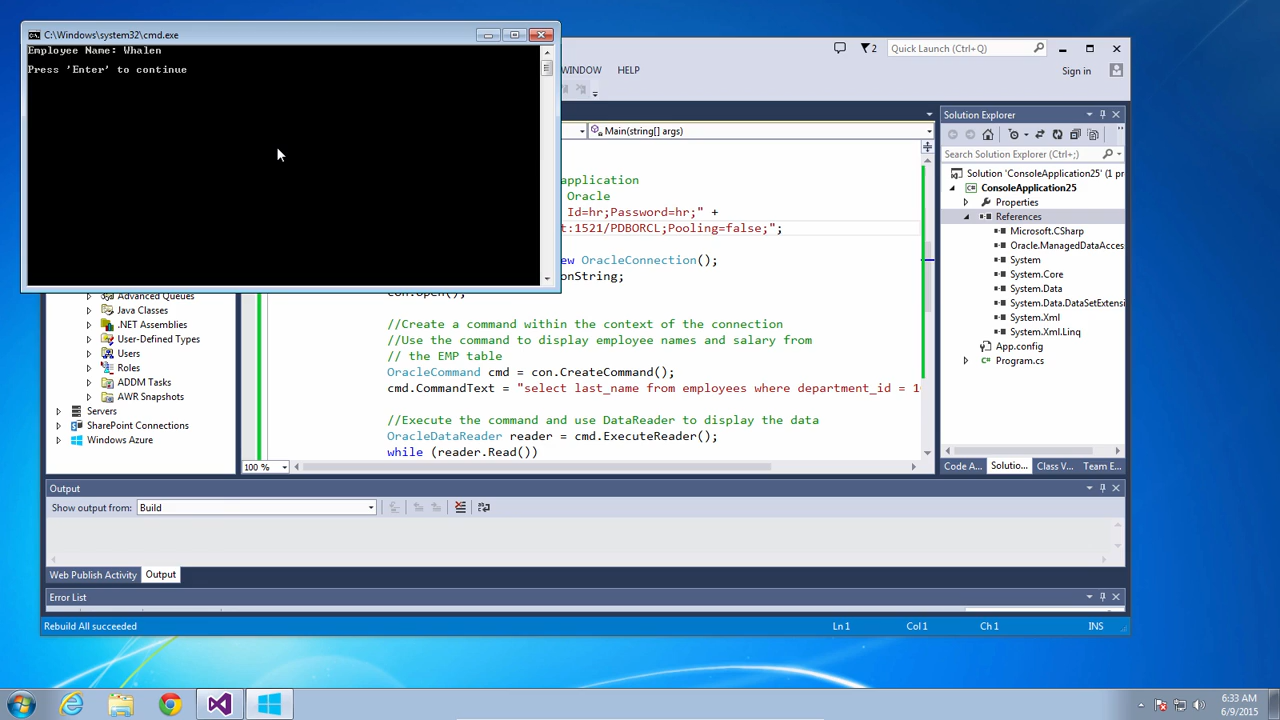 C:\Windows\system32\cmd.exe
Employee Name: Whalen
Press 'Enter' to continue
2
Quick Launch (Ctrl+Q)
WINDOW
HELP
Sign in
Main(string[] args)
application
Oracle
Id=hr;Password=hr;" +
t:1521/PDBORCL;Pooling=false;";
new OracleConnection();
con.Open();
//Create a command within the context of the connection
//Use the command to display employee names and salary from
// the EMP table
OracleCommand cmd = con.CreateCommand();
cmd.CommandText = "select last_name from employees where department_id = 1
//Execute the command and use DataReader to display the data
OracleDataReader reader = cmd.ExecuteReader();
while (reader.Read())
100 %
Advanced Queues
Java Classes
.NET Assemblies
User-Defined Types
Users
Roles
ADDM Tasks
AWR Snapshots
Servers
SharePoint Connections
Windows Azure
Solution Explorer
Search Solution Explorer (Ctrl+;)
Solution 'ConsoleApplication25' (1 pr
ConsoleApplication25
Properties
References
Microsoft.CSharp
Oracle.ManagedDataAcces
System
System.Core
System.Data
System.Data.DataSetExtensi
System.Xml
System.Xml.Linq
App.config
Program.cs
Code A...
Solutio...
Class V...
Team E...
Output
Show output from:
Build
Web Publish Activity
Output
Error List
Rebuild All succeeded
Ln 1
Col 1
Ch 1
INS
6:33 AM
6/9/2015